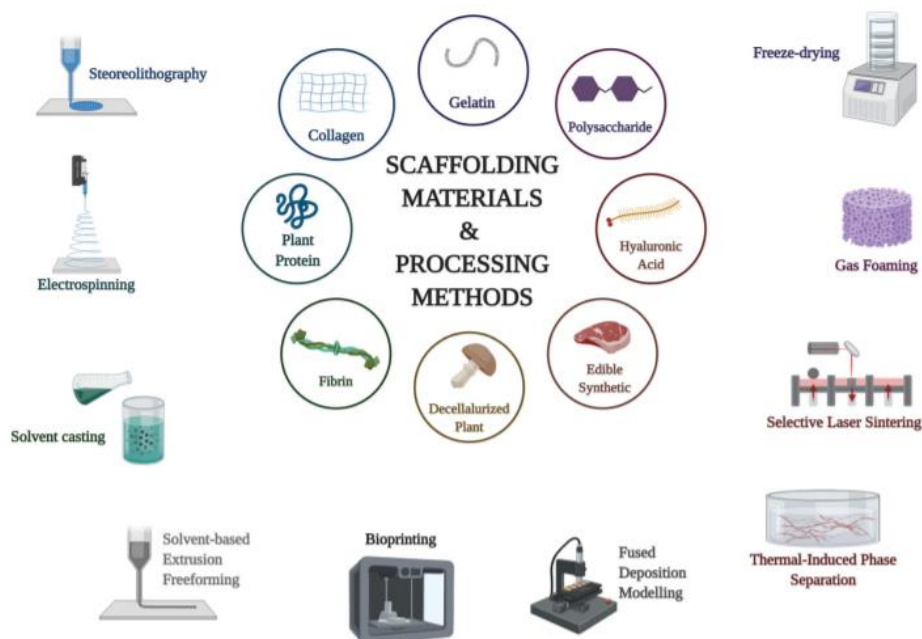 Steoreolithography
Gelatin
Freeze-drying
Collagen
Polysaccharide
SCAFFOLDING
MATERIALS
&
PROCESSING
METHODS
Plant
Protein
Hyaluronic
Acid
Electrospinning
Gas Foaming
Fibrin
Decellalurized
Plant
Edible
Synthetic
Solvent casting
Selective Laser Sintering
Solvent-based
Extrusion
Freeforming
Bioprinting
Fused
Deposition
Modelling
Thermal-Induced Phase
Separation